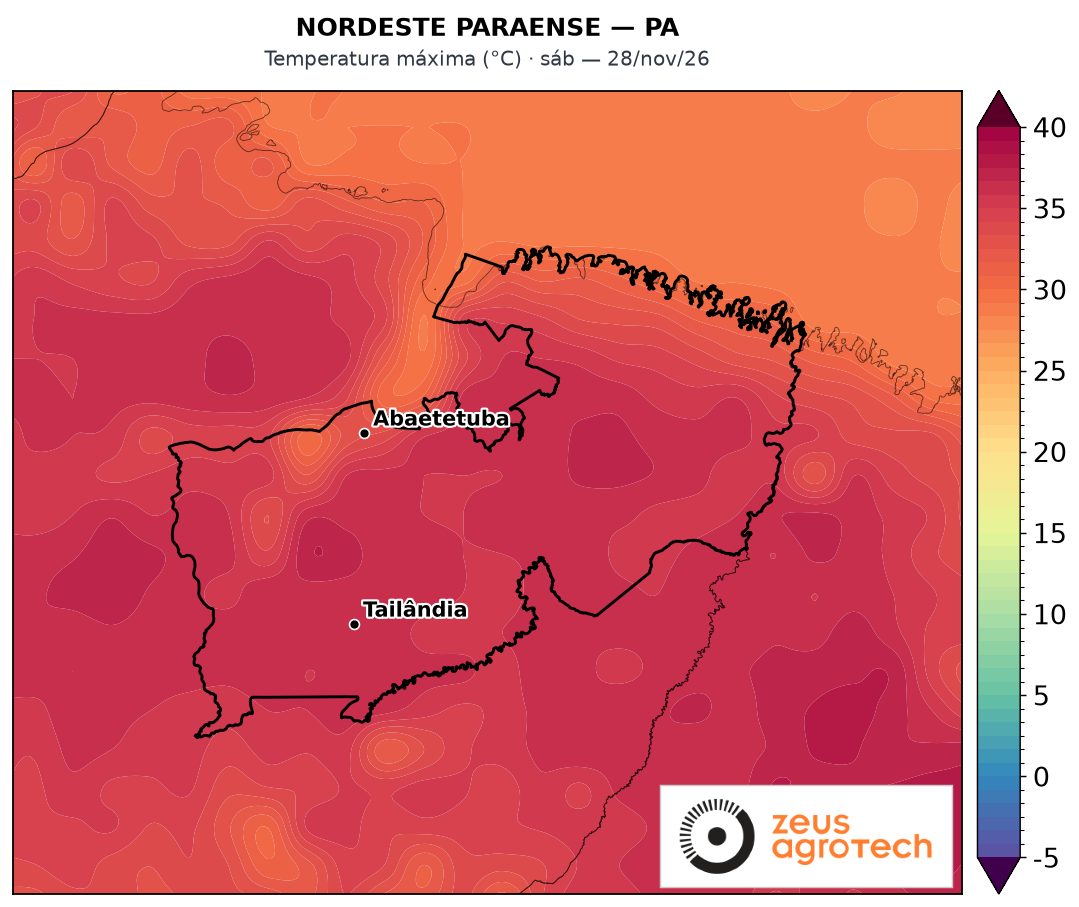 NORDESTE PARAENSE — PA
Temperatura máxima (°C) · sáb — 28/nov/26
40
35
30
25
20
15
10
5
0
-5
Abaetetuba
Tailândia
zeus
agrotech